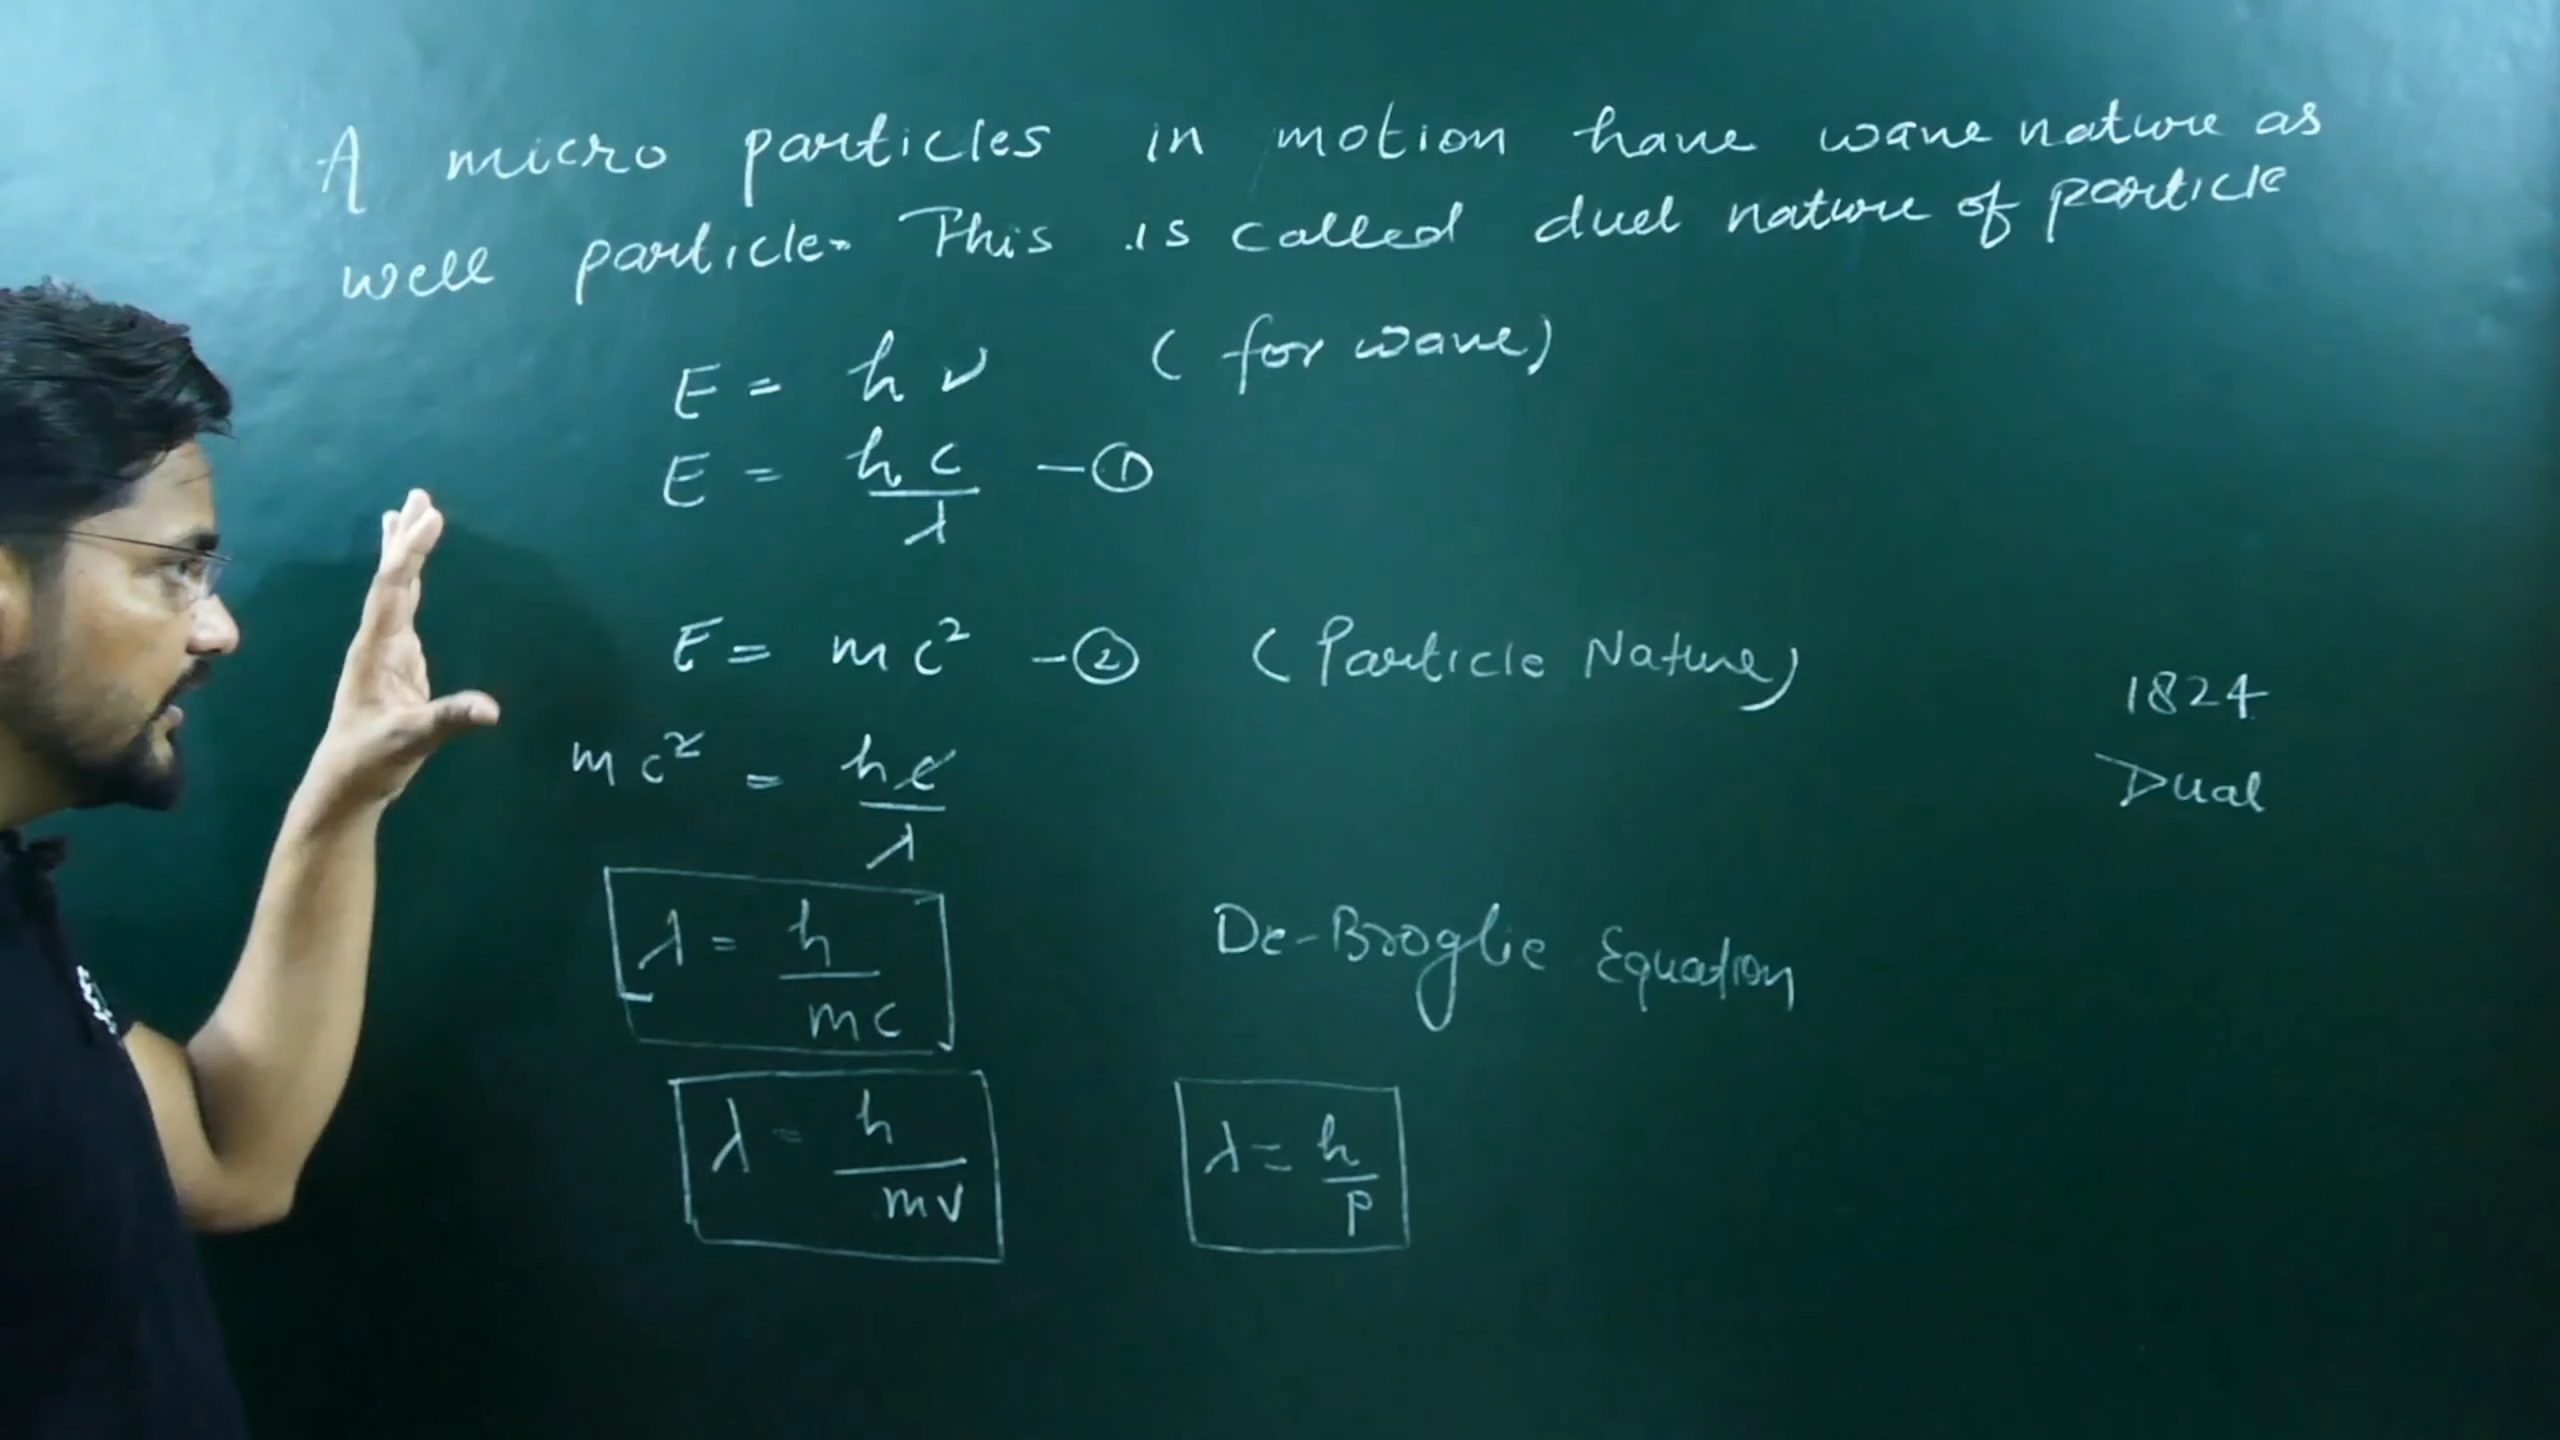 A micro particles in motion have wave nature as
well particle. This is called duel nature of particle
E = hν (for wave)
E = hc/λ -①
E = mc² -② (Particle Nature)
1824
mc² = hc/λ
Dual
λ = h/mc
De-Broglie Equation
λ = h/mv
λ = h/p